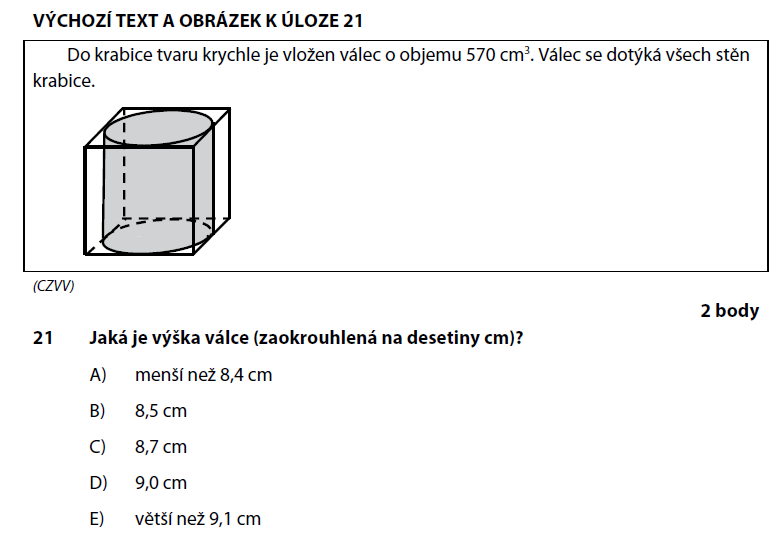 VÝCHOZÍ TEXT A OBRÁZEK K ÚLOZE 21
Do krabice tvaru krychle je vložen válec o objemu 570 cm³. Válec se dotýká všech stěn
krabice.
(CZVV)
2 body
21 Jaká je výška válce (zaokrouhlená na desetiny cm)?
A) menší než 8,4 cm
B) 8,5 cm
C) 8,7 cm
D) 9,0 cm
E) větší než 9,1 cm